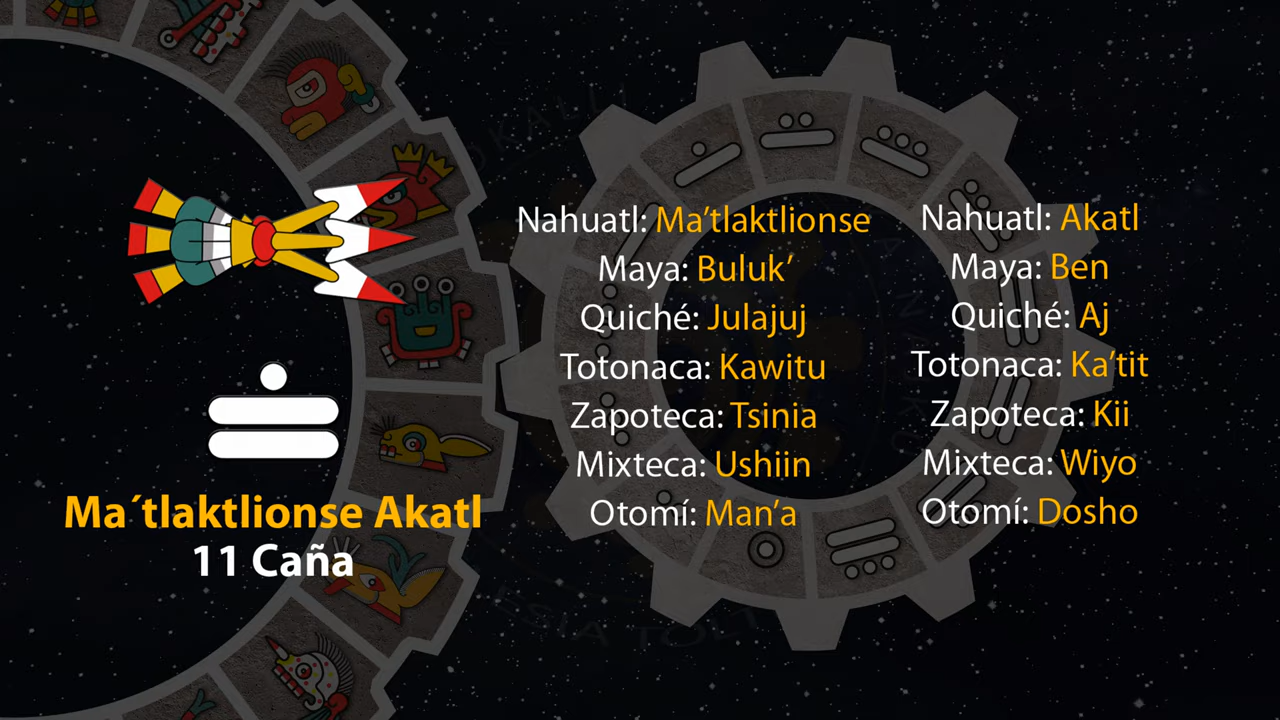 Ma´tlaktlionse Akatl
11 Caña
Nahuatl: Ma’tlaktlionse
Maya: Buluk’
Quiché: Julajuj
Totonaca: Kawitu
Zapoteca: Tsinia
Mixteca: Ushiin
Otomí: Man’a
Nahuatl: Akatl
Maya: Ben
Quiché: Aj
Totonaca: Ka’tit
Zapoteca: Kii
Mixteca: Wiyo
Otomí: Dosho